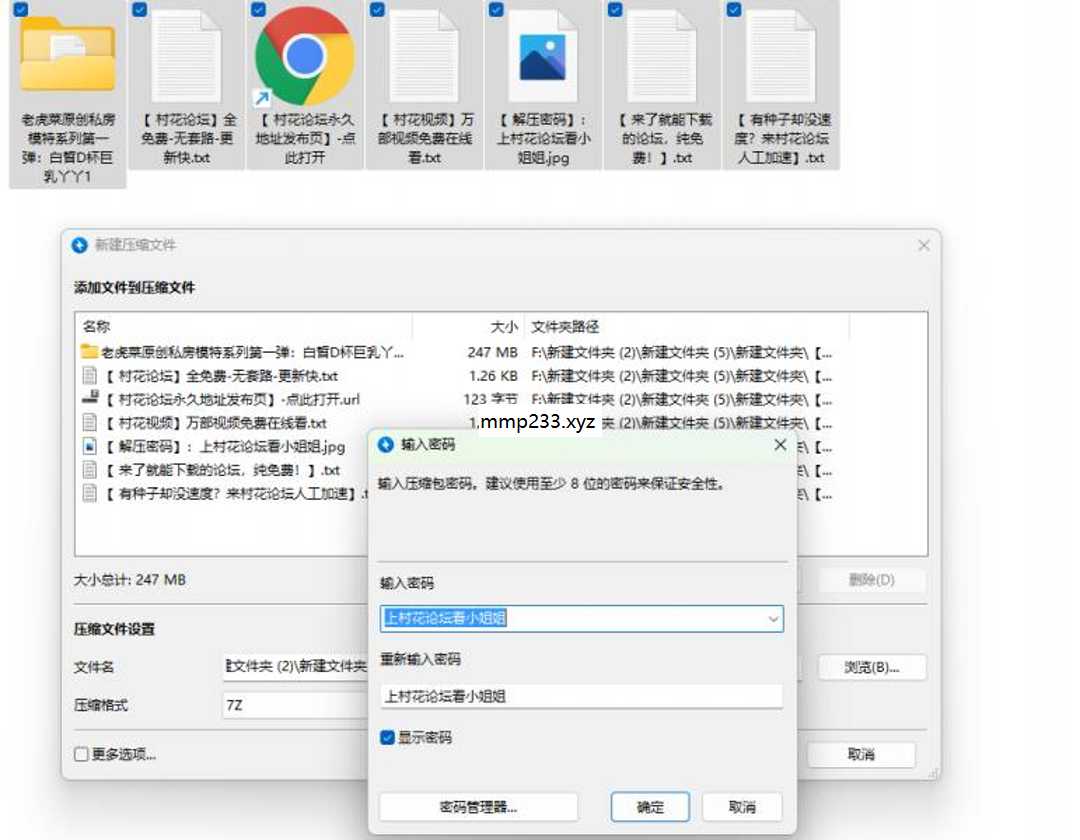 老虎菜原创私房
模特系列第一
弹：白皙D杯巨
乳丫丫1
【 村花论坛】全
免费-无套路-更
新快.txt
【 村花论坛永久
地址发布页】-点
此打开
【 村花视频】万
部视频免费在线
看.txt
【 解压密码】：
上村花论坛看小
姐姐.jpg
【 来了就能下载
的论坛，纯免
费！】.txt
【 有种子却没速
度？来村花论坛
人工加速】.txt
新建压缩文件
添加文件到压缩文件
名称 大小 文件夹路径
老虎菜原创私房模特系列第一弹：白皙D杯巨乳丫... 247 MB F:\新建文件夹 (2)\新建文件夹 (5)\新建文件夹\【...
【 村花论坛】全免费-无套路-更新快.txt 1.26 KB F:\新建文件夹 (2)\新建文件夹 (5)\新建文件夹\【...
【 村花论坛永久地址发布页】-点此打开.url 123 字节 F:\新建文件夹 (2)\新建文件夹 (5)\新建文件夹\【...
【 村花视频】万部视频免费在线看.txt
mmp233.xyz
【 解压密码】：上村花论坛看小姐姐.jpg
【 来了就能下载的论坛，纯免费！】.txt
【 有种子却没速度？来村花论坛人工加速】.t
大小总计: 247 MB
删除(D)
压缩文件设置
文件名 文件夹 (2)\新建文件夹
浏览(B)...
压缩格式 7Z
更多选项...
取消
输入密码
输入压缩包密码。建议使用至少 8 位的密码来保证安全性。
输入密码
上村花论坛看小姐姐
重新输入密码
上村花论坛看小姐姐
显示密码
密码管理器... 确定 取消